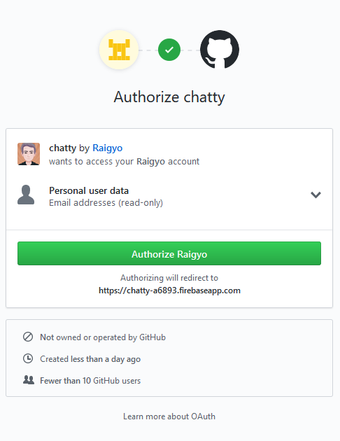 Authorize chatty
chatty by Raigyo
wants to access your Raigyo account
Personal user data
Email addresses (read-only)
Authorize Raigyo
Authorizing will redirect to
https://chatty-a6893.firebaseapp.com
Not owned or operated by GitHub
Created less than a day ago
Fewer than 10 GitHub users
Learn more about OAuth